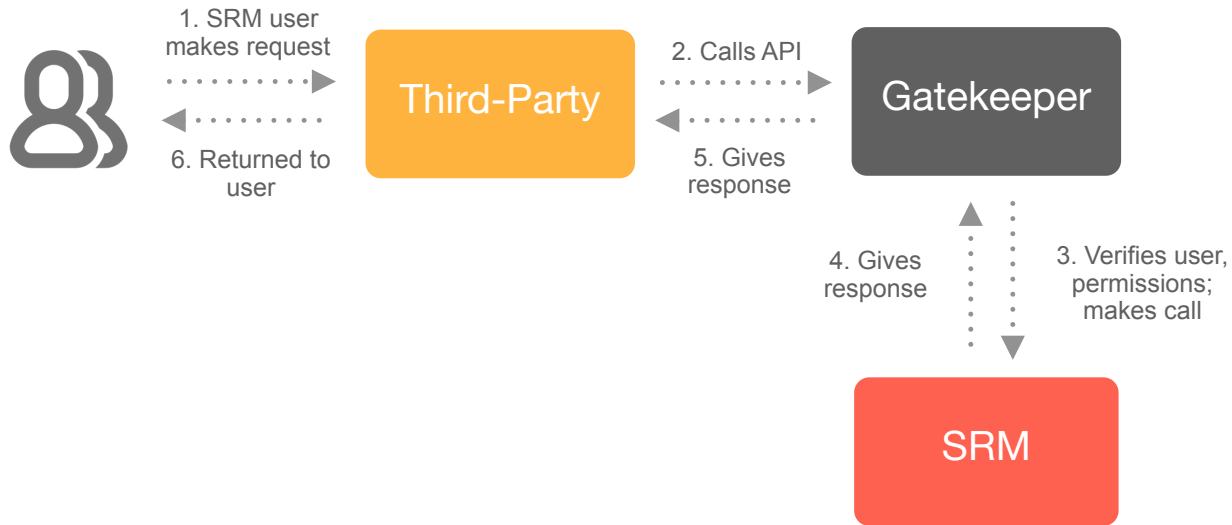 1. SRM user
makes request
Third-Party
2. Calls API
Gatekeeper
6. Returned to
user
5. Gives
response
4. Gives
response
3. Verifies user,
permissions;
makes call
SRM